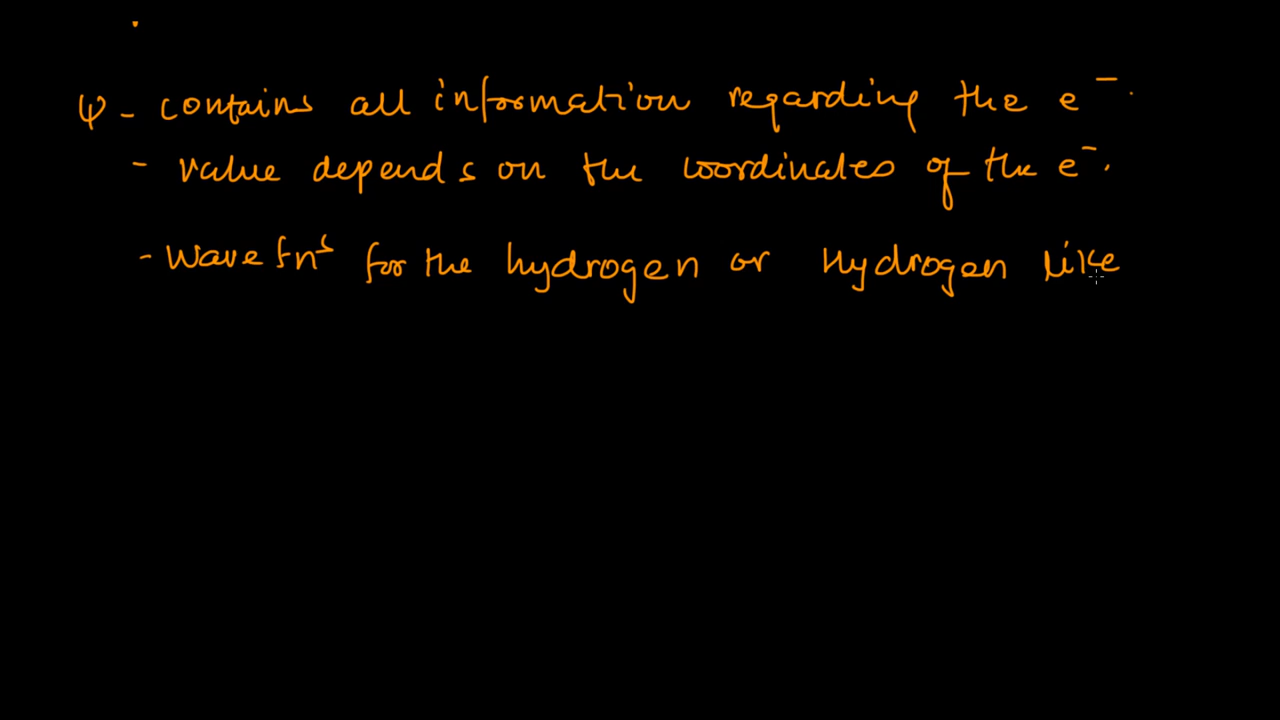 ψ - contains all information regarding the e⁻.
- value depends on the coordinates of the e⁻.
- Wave fnˢ for the hydrogen or Hydrogen like